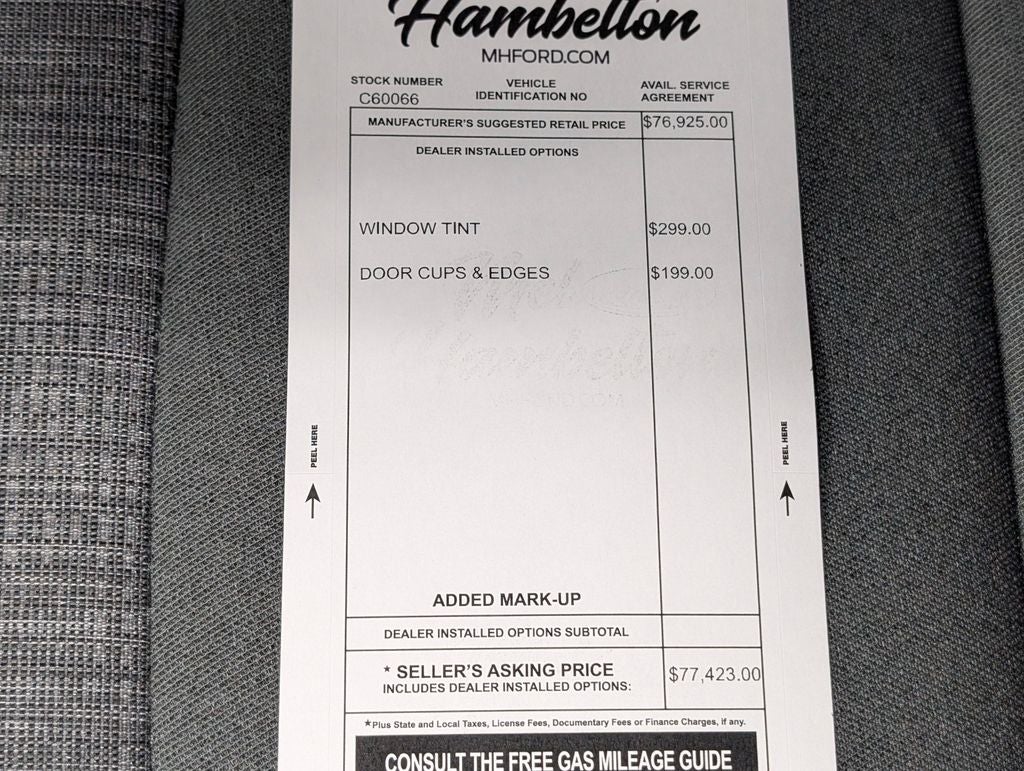 Hambelton
MHFORD.COM
STOCK NUMBER
C60066
VEHICLE
IDENTIFICATION NO
AVAIL. SERVICE
AGREEMENT
MANUFACTURER'S SUGGESTED RETAIL PRICE $76,925.00
DEALER INSTALLED OPTIONS
WINDOW TINT $299.00
DOOR CUPS & EDGES $199.00
PEEL HERE
PEEL HERE
ADDED MARK-UP
DEALER INSTALLED OPTIONS SUBTOTAL
* SELLER'S ASKING PRICE $77,423.00
INCLUDES DEALER INSTALLED OPTIONS:
*Plus State and Local Taxes, License Fees, Documentary Fees or Finance Charges, if any.
CONSULT THE FREE GAS MILEAGE GUIDE